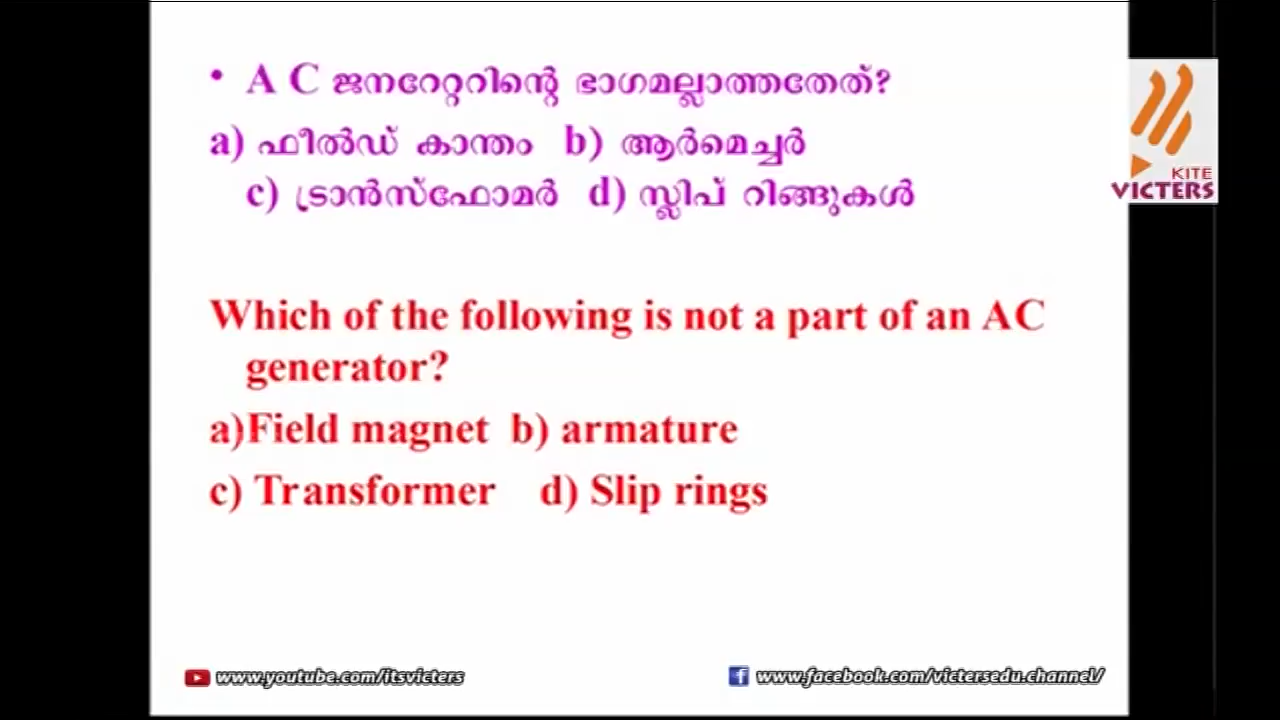 • A C ജനറേറ്ററിന്റെ ഭാഗമല്ലാത്തതേത്?
a) ഫീൽഡ് കാന്തം b) ആർമെച്ചർ
c) ട്രാൻസ്ഫോമർ d) സ്ലിപ് റിങ്ങുകൾ
KITE
VICTERS
Which of the following is not a part of an AC
generator?
a)Field magnet b) armature
c) Transformer d) Slip rings
www.youtube.com/itsvicters
www.facebook.com/victersedu.channel/